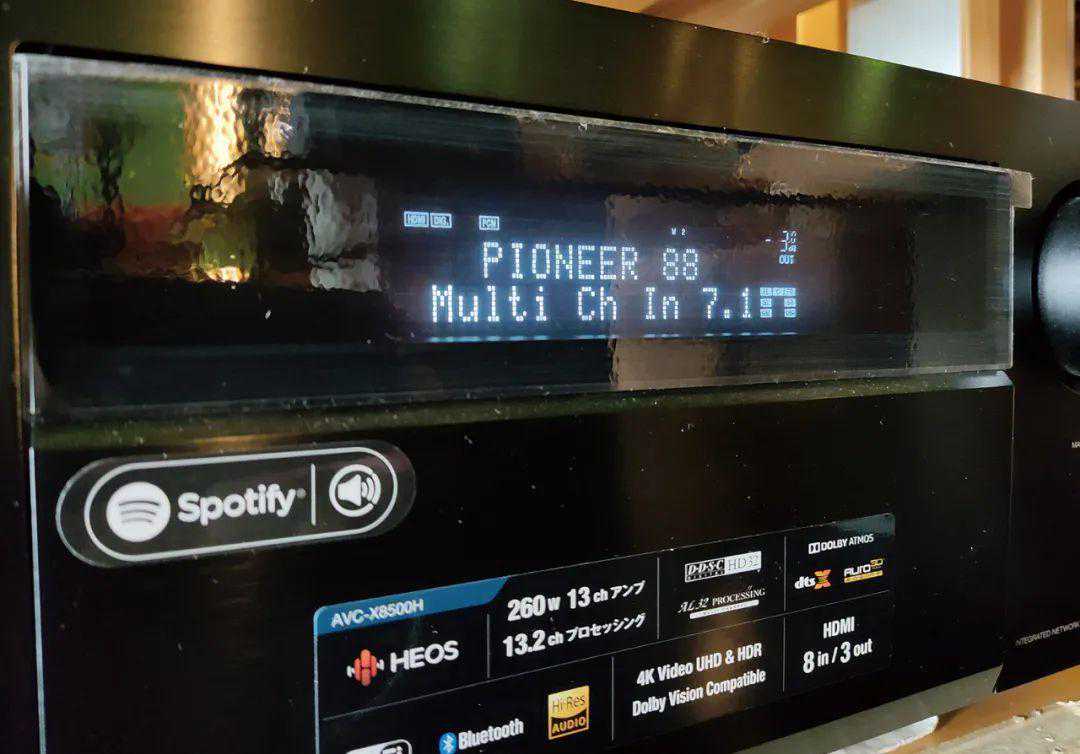 HDMI DIG. PCM
OUT
PIONEER 88
Multi Ch In 7.1
Spotify®
AVC-X8500H
HEOS
260w 13ch アンプ
13.2ch プロセッシング
D.D.S.C HD32
DIGITAL
AL32 PROCESSING
DOLBY ATMOS
dts X
AURO 3D
Bluetooth
Hi-Res
AUDIO
4K Video UHD & HDR
Dolby Vision Compatible
HDMI
8 in / 3 out
INTEGRATED NETWORK